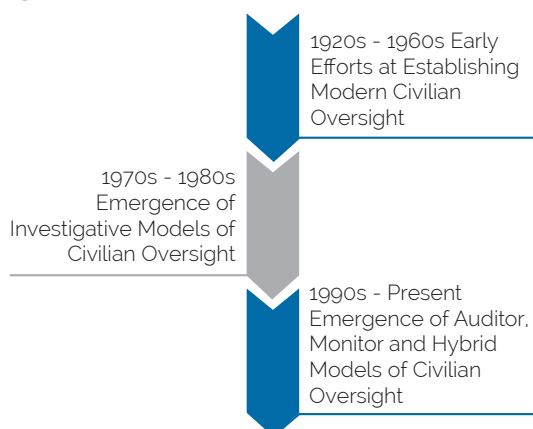 1920s - 1960s Early
Efforts at Establishing
Modern Civilian
Oversight
1970s - 1980s
Emergence of
Investigative Models of
Civilian Oversight
1990s - Present
Emergence of Auditor,
Monitor and Hybrid
Models of Civilian
Oversight